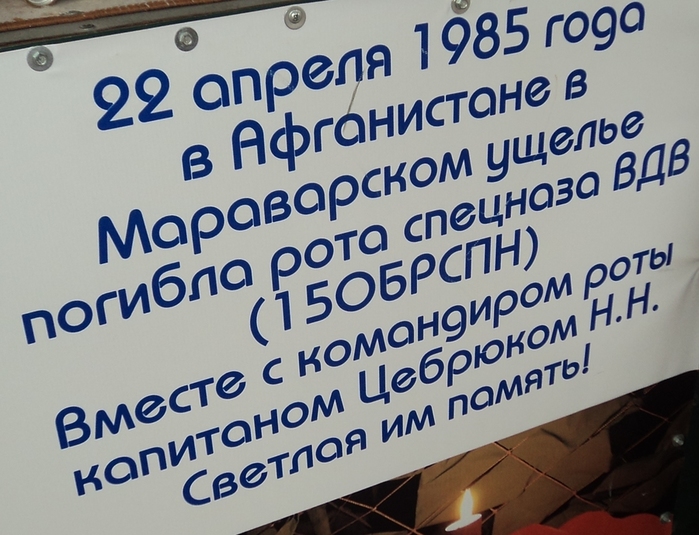 22 апреля 1985 года
в Афганистане в
Мараварском ущелье
погибла рота спецназа ВДВ
(15ОБРСПН)
Вместе с командиром роты
капитаном Цебрюком Н.Н.
Светлая им память!